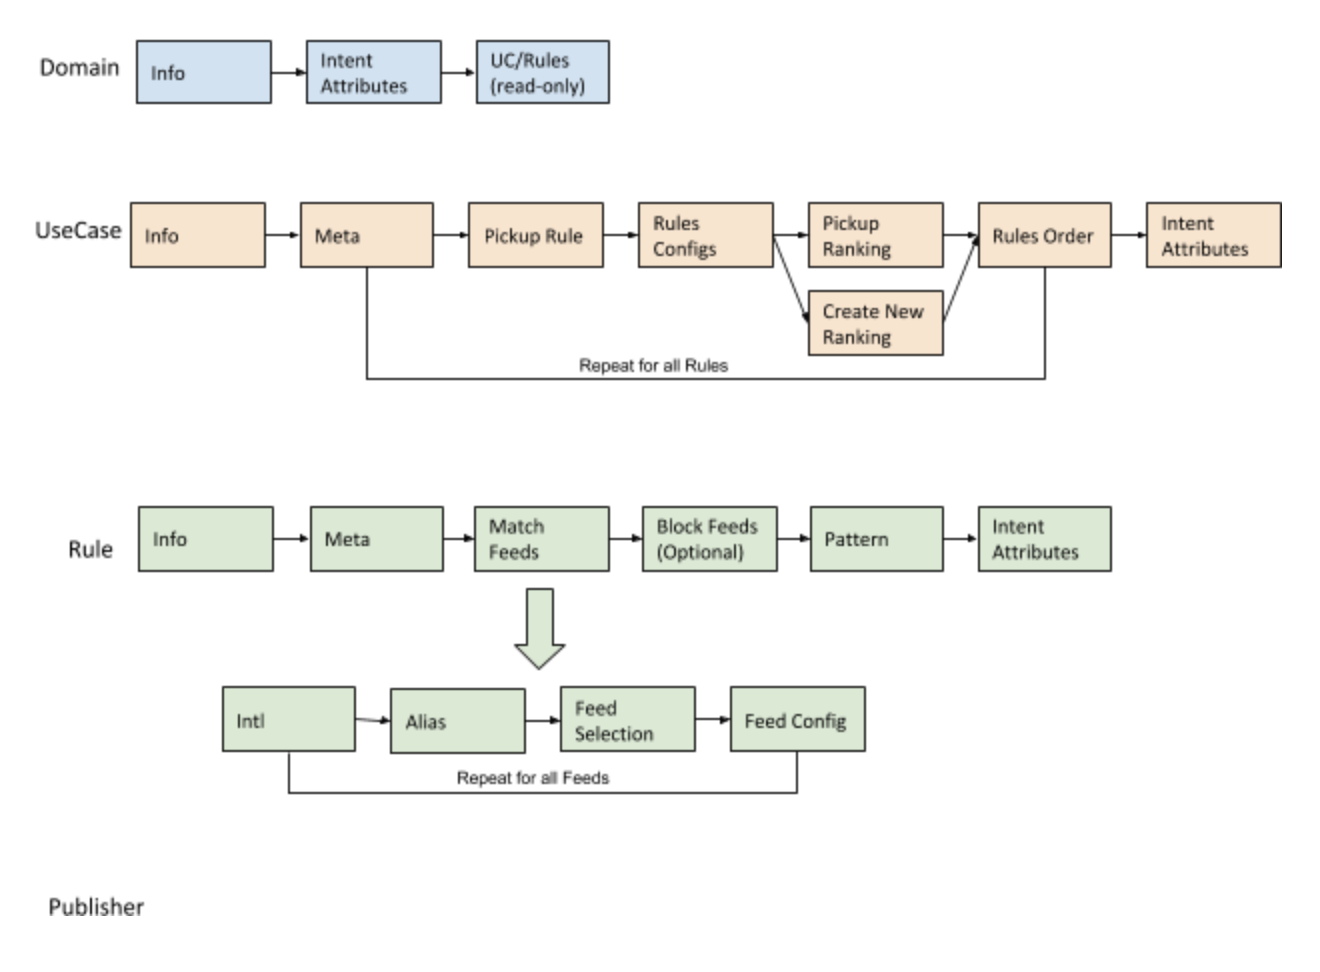 Domain
Info
Intent
Attributes
UC/Rules
(read-only)
UseCase
Info
Meta
Pickup Rule
Rules
Configs
Pickup
Ranking
Rules Order
Intent
Attributes
Create New
Ranking
Repeat for all Rules
Rule
Info
Meta
Match
Feeds
Block Feeds
(Optional)
Pattern
Intent
Attributes
Intl
Alias
Feed
Selection
Feed Config
Repeat for all Feeds
Publisher